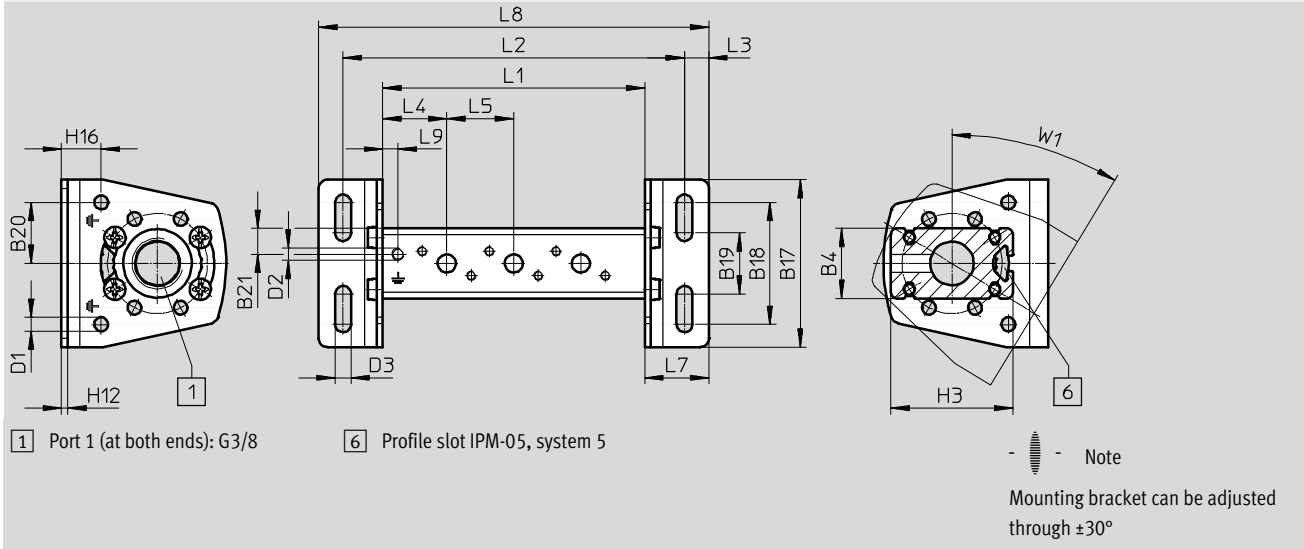 L8
L2
L3
L1
L4
L5
L9
H16
W1
B20
B21
D2
B19
B18
B17
B4
D1
D3
L7
H12
H3
1
6
1 Port 1 (at both ends): G3/8
6 Profile slot IPM-05, system 5
- - Note
Mounting bracket can be adjusted
through ±30°